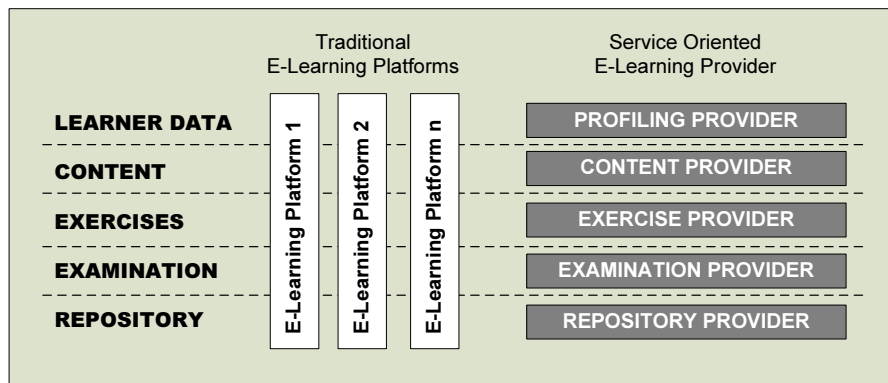 Traditional
E-Learning Platforms
Service Oriented
E-Learning Provider
LEARNER DATA
CONTENT
EXERCISES
EXAMINATION
REPOSITORY
E-Learning Platform 1
E-Learning Platform 2
E-Learning Platform n
PROFILING PROVIDER
CONTENT PROVIDER
EXERCISE PROVIDER
EXAMINATION PROVIDER
REPOSITORY PROVIDER